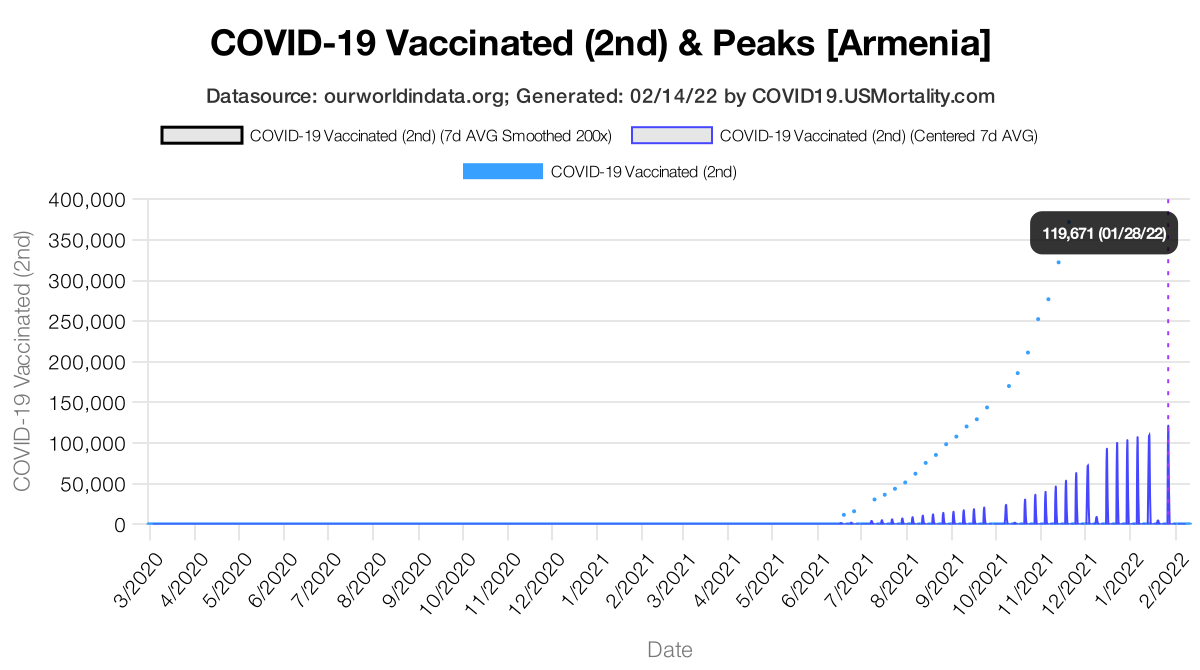 COVID-19 Vaccinated (2nd) & Peaks [Armenia]
Datasource: ourworldindata.org; Generated: 02/14/22 by COVID19.USMortality.com
COVID-19 Vaccinated (2nd) (7d AVG Smoothed 200x) COVID-19 Vaccinated (2nd) (Centered 7d AVG)
COVID-19 Vaccinated (2nd)
COVID-19 Vaccinated (2nd)
400,000
350,000
300,000
250,000
200,000
150,000
100,000
50,000
0
119,671 (01/28/22)
3/2020 4/2020 5/2020 6/2020 7/2020 8/2020 9/2020 10/2020 11/2020 12/2020 1/2021 2/2021 3/2021 4/2021 5/2021 6/2021 7/2021 8/2021 9/2021 10/2021 11/2021 12/2021 1/2022 2/2022
Date